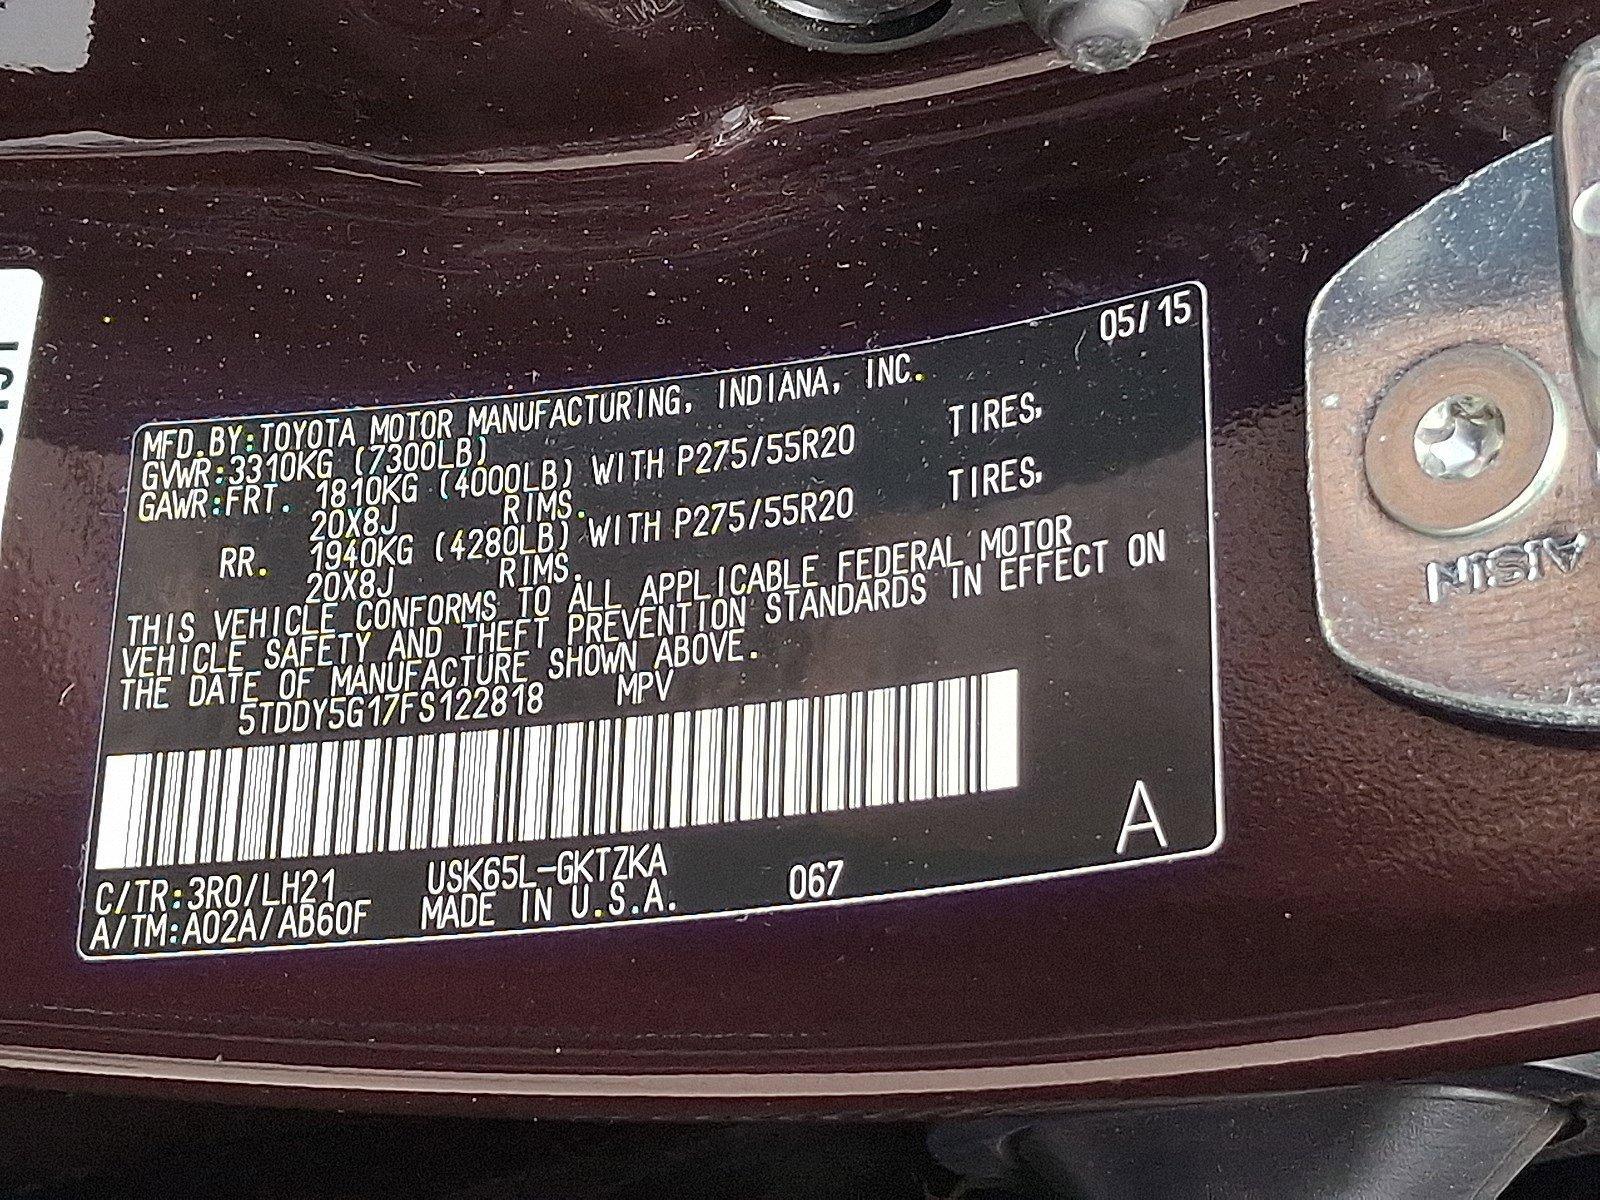 05/15
MFD.BY:TOYOTA MOTOR MANUFACTURING, INDIANA, INC.
GVWR:3310KG (7300LB)
GAWR:FRT. 1810KG (4000LB) WITH P275/55R20 TIRES,
20X8J RIMS.
RR. 1940KG (4280LB) WITH P275/55R20 TIRES,
20X8J RIMS.
THIS VEHICLE CONFORMS TO ALL APPLICABLE FEDERAL MOTOR
VEHICLE SAFETY AND THEFT PREVENTION STANDARDS IN EFFECT ON
THE DATE OF MANUFACTURE SHOWN ABOVE.
5TDDY5G17FS122818 MPV
A
C/TR:3R0/LH21 USK65L-GKTZKA
A/TM:A02A/AB60F MADE IN U.S.A. 067
AISIN